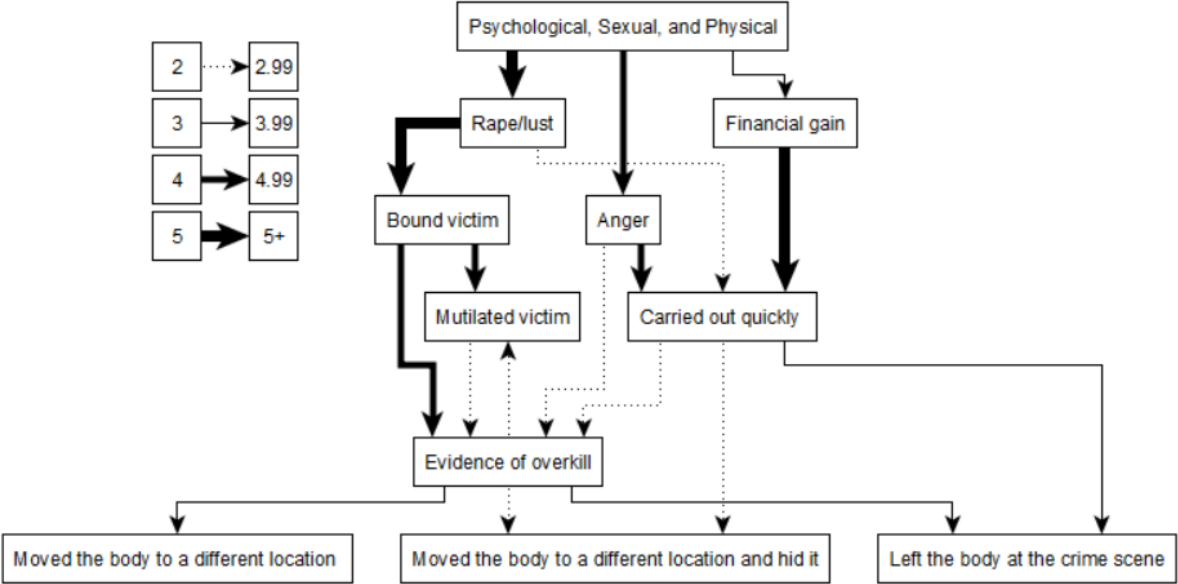 Psychological, Sexual, and Physical
2 2.99
3 3.99
4 4.99
5 5+
Rape/lust
Financial gain
Bound victim
Anger
Mutilated victim
Carried out quickly
Evidence of overkill
Moved the body to a different location
Moved the body to a different location and hid it
Left the body at the crime scene